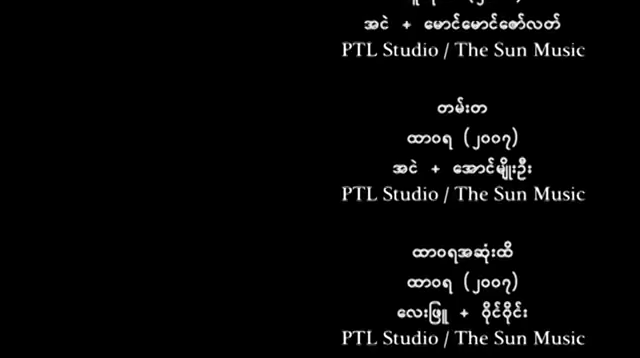 အငဲ + မောင်မောင်ဇော်လတ်
PTL Studio / The Sun Music
တမ်းတ
ထာဝရ (၂၀၀၇)
အငဲ + အောင်မျိုးဦး
PTL Studio / The Sun Music
ထာဝရအဆုံးထိ
ထာဝရ (၂၀၀၇)
လေးဖြူ + ဝိုင်ဝိုင်း
PTL Studio / The Sun Music